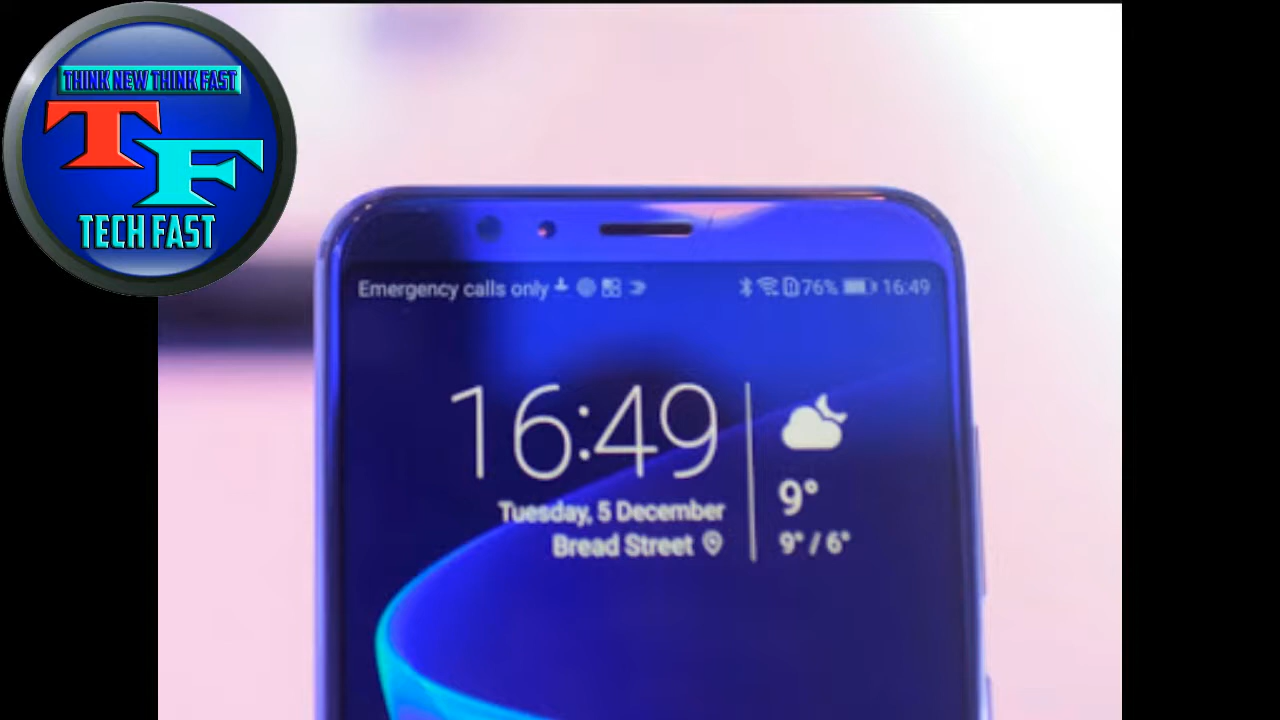 THINK NEW THINK FAST
TF
TECH FAST
Emergency calls only
76% 16:49
16:49
Tuesday, 5 December
Bread Street
9°
9° / 6°